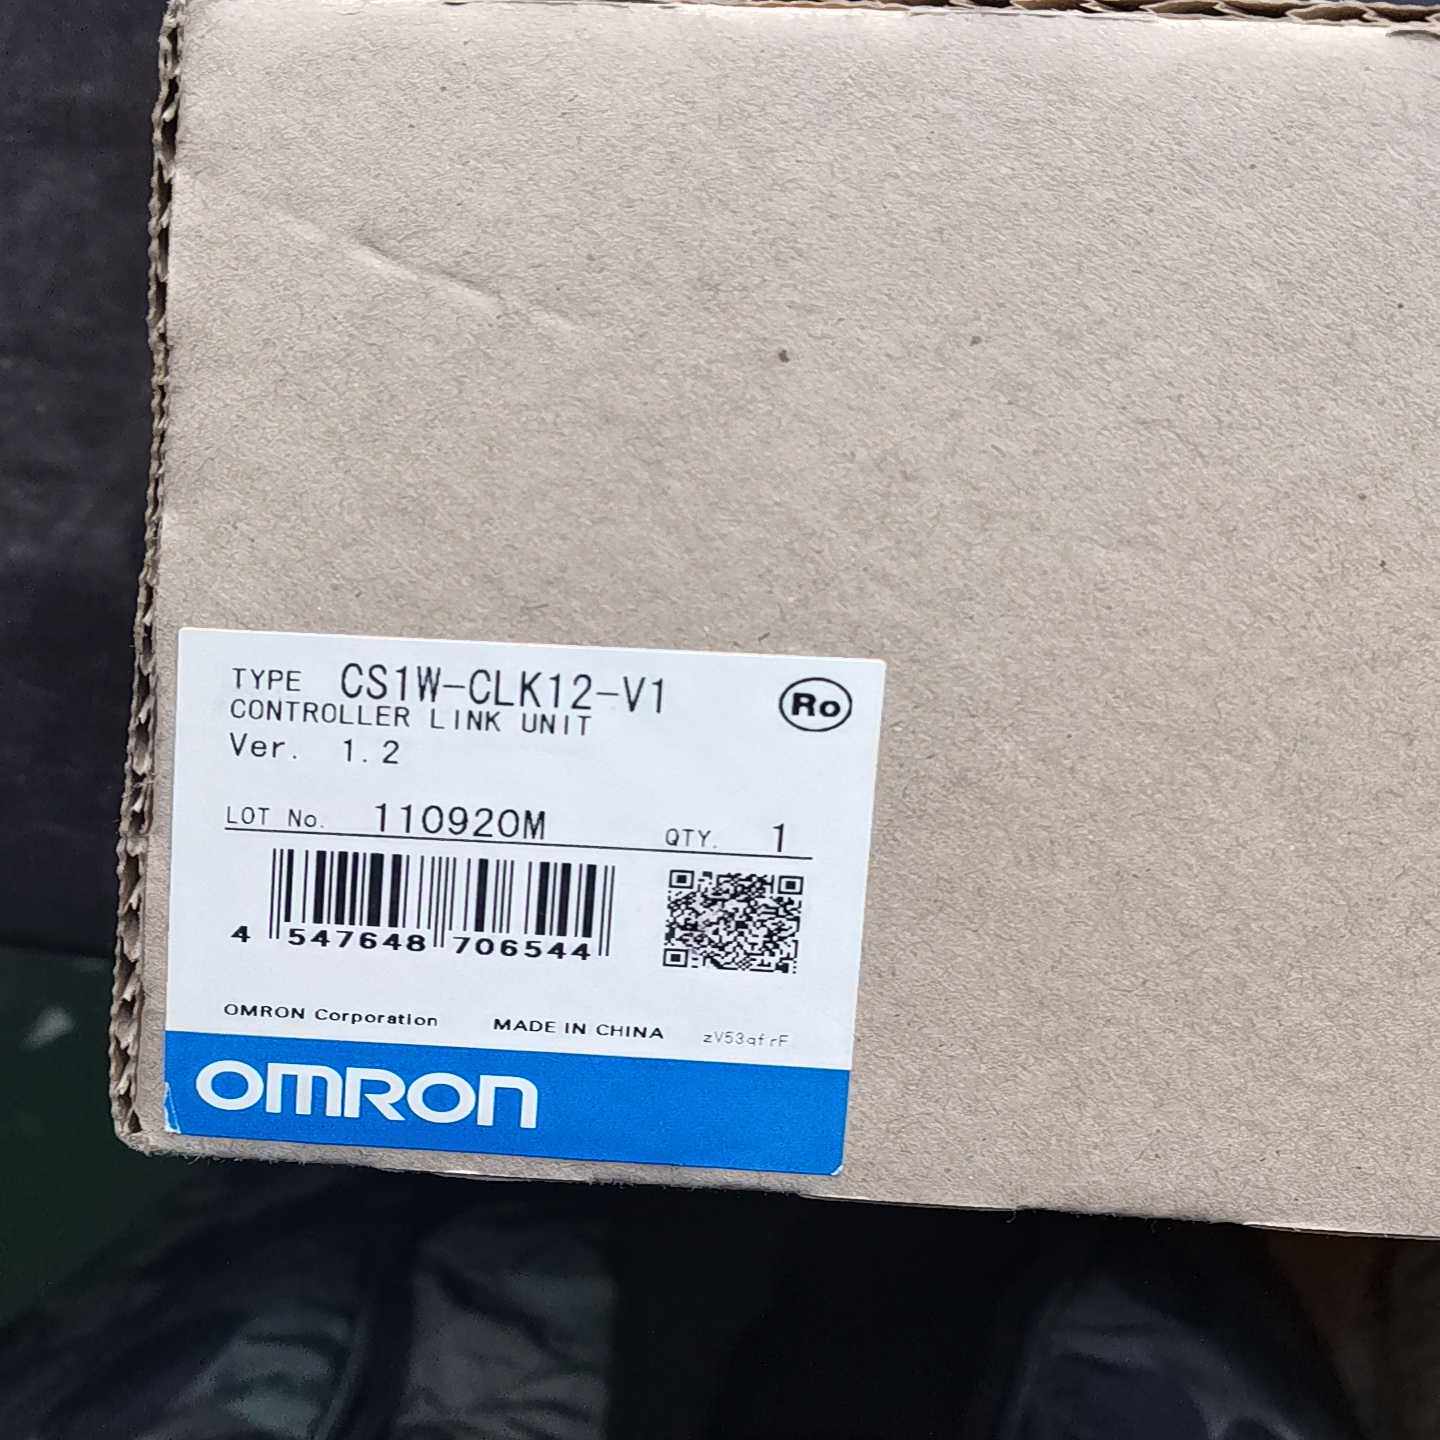 TYPE CS1W-CLK12-V1
Ro
CONTROLLER LINK UNIT
Ver. 1.2
LOT No. 110920M
QTY. 1
4 547648 706544
OMRON Corporation MADE IN CHINA zV53qfrF
OMRON